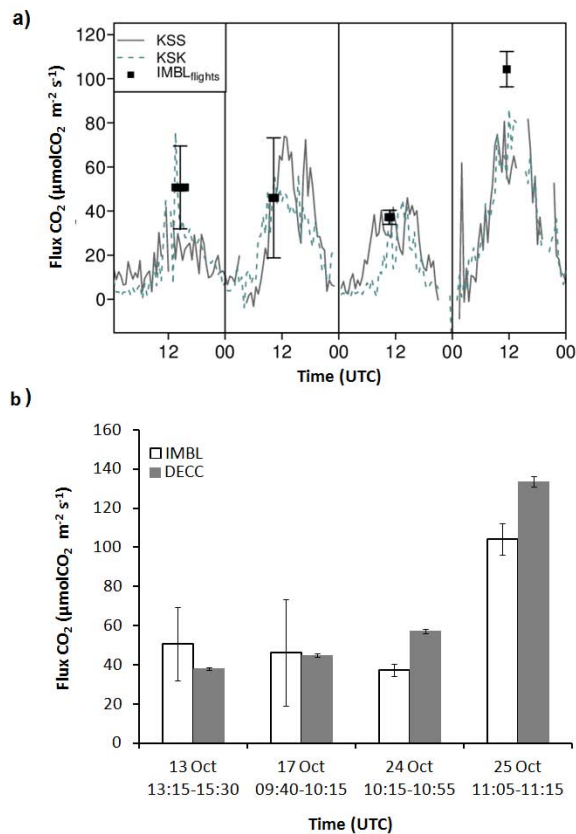 a)
KSS
KSK
IMBLflights
120
100
80
60
40
20
0
Flux CO2 (µmolCO2 m-2 s-1)
12 00 12 00 12 00 12 00
Time (UTC)
b)
IMBL
DECC
160
140
120
100
80
60
40
20
0
Flux CO2 (µmolCO2 m-2 s-1)
13 Oct 17 Oct 24 Oct 25 Oct
13:15-15:30 09:40-10:15 10:15-10:55 11:05-11:15
Time (UTC)